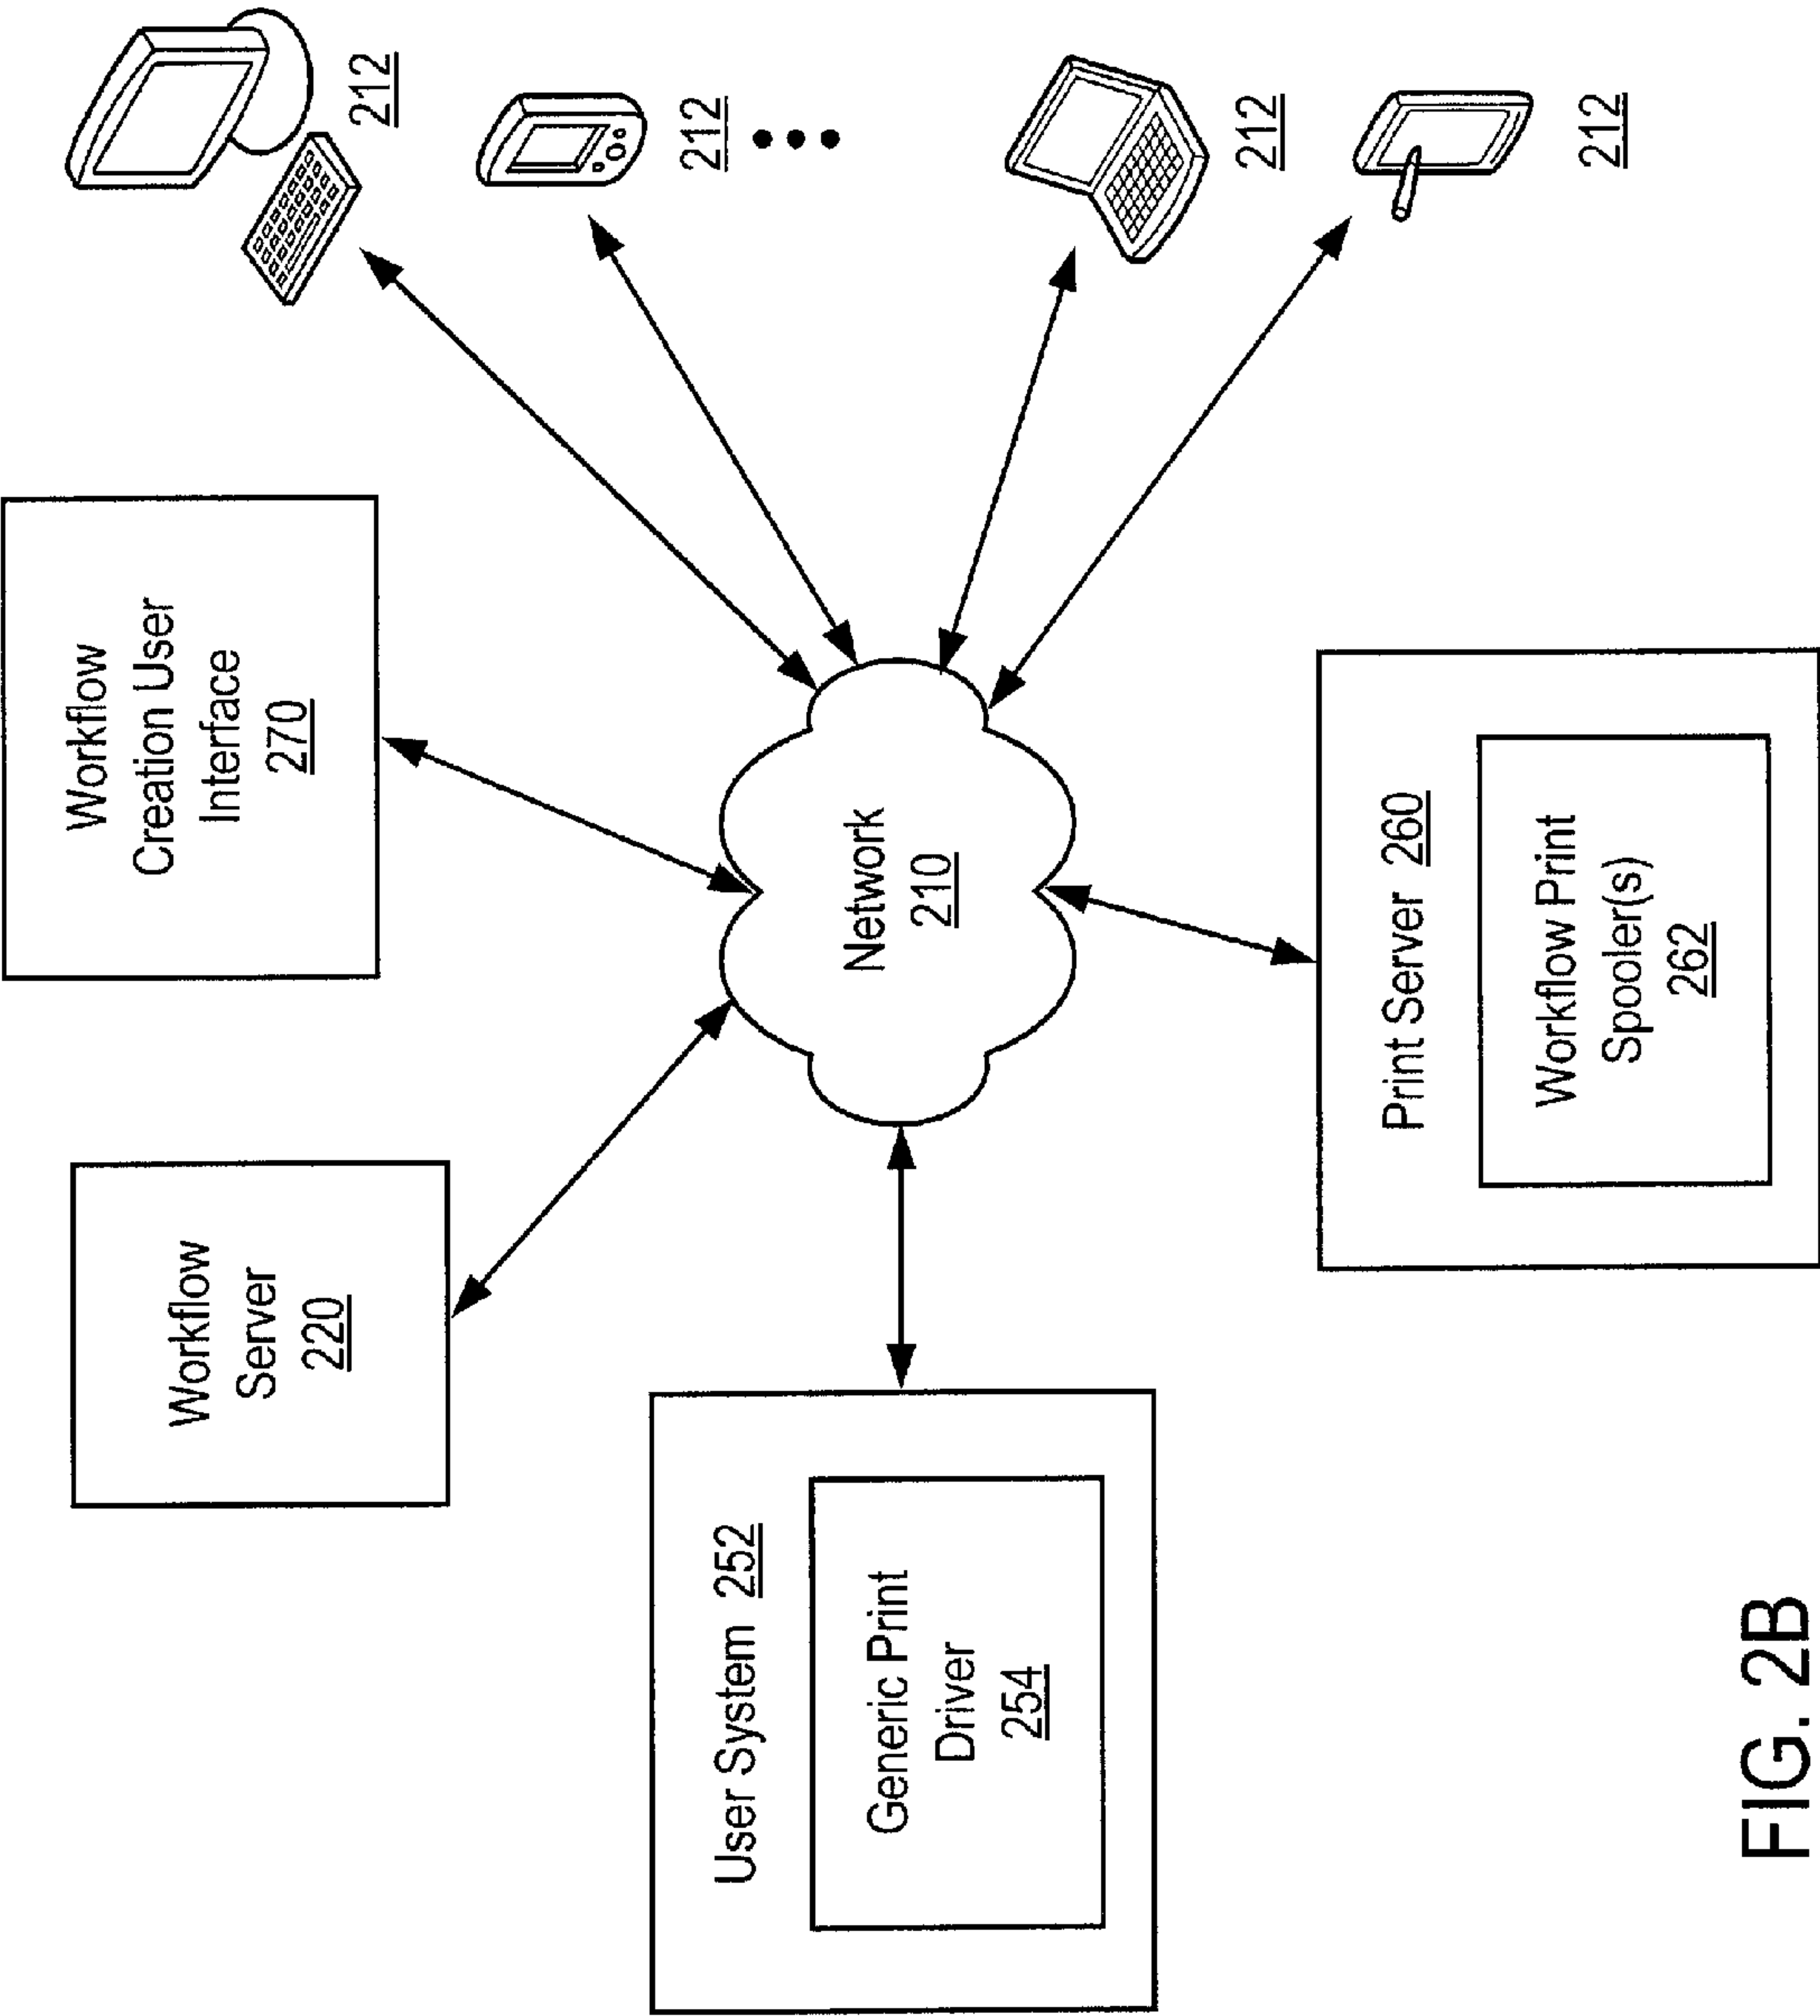 Workflow
Server
220
Workflow
Creation User
Interface
270
212
212
212
212
User System 252
Generic Print
Driver
254
Network
210
Print Server 260
Workflow Print
Spooler(s)
262
FIG. 2B